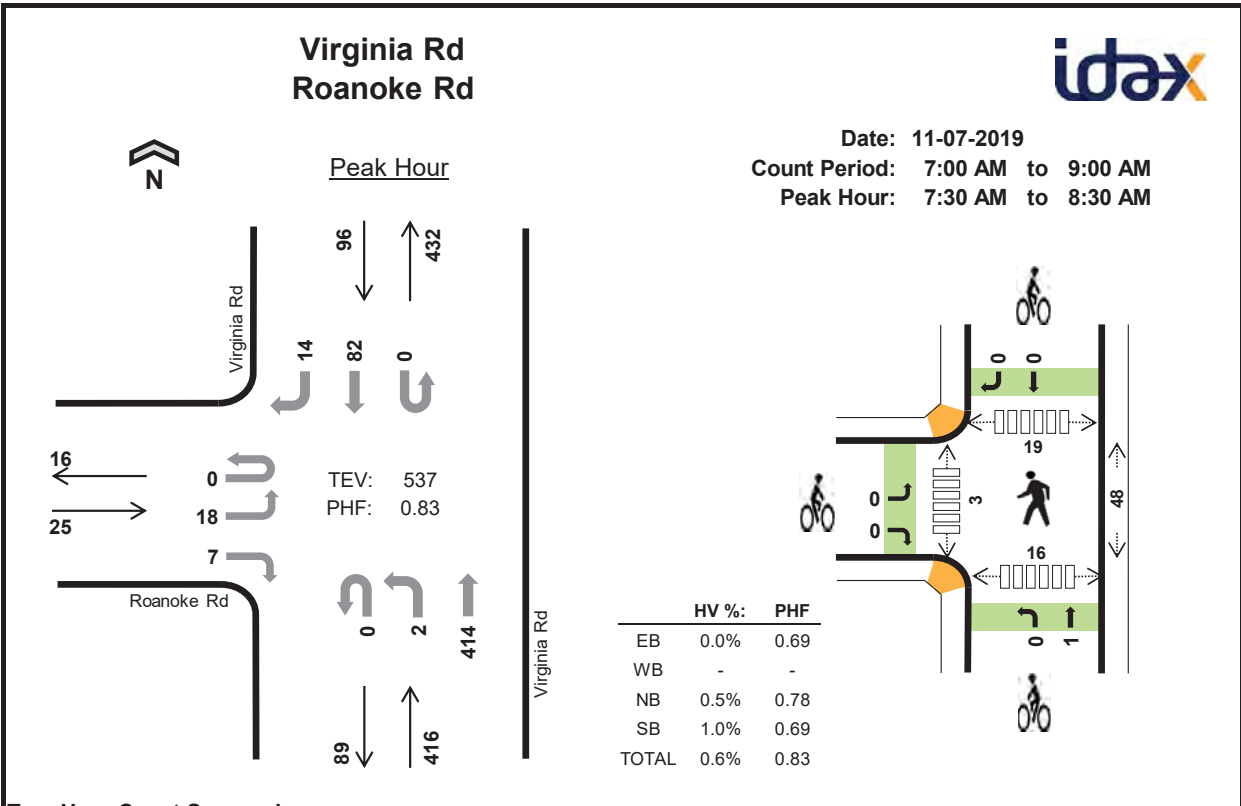 Virginia Rd
Roanoke Rd
idax
Date: 11-07-2019
Count Period: 7:00 AM to 9:00 AM
Peak Hour: 7:30 AM to 8:30 AM
N
Peak Hour
96
432
Virginia Rd
14
82
0
16
25
0
18
7
TEV: 537
PHF: 0.83
Roanoke Rd
0
2
414
Virginia Rd
89
416
HV %: PHF
EB 0.0% 0.69
WB - -
NB 0.5% 0.78
SB 1.0% 0.69
TOTAL 0.6% 0.83
0
0
19
0
0
3
48
16
0
1